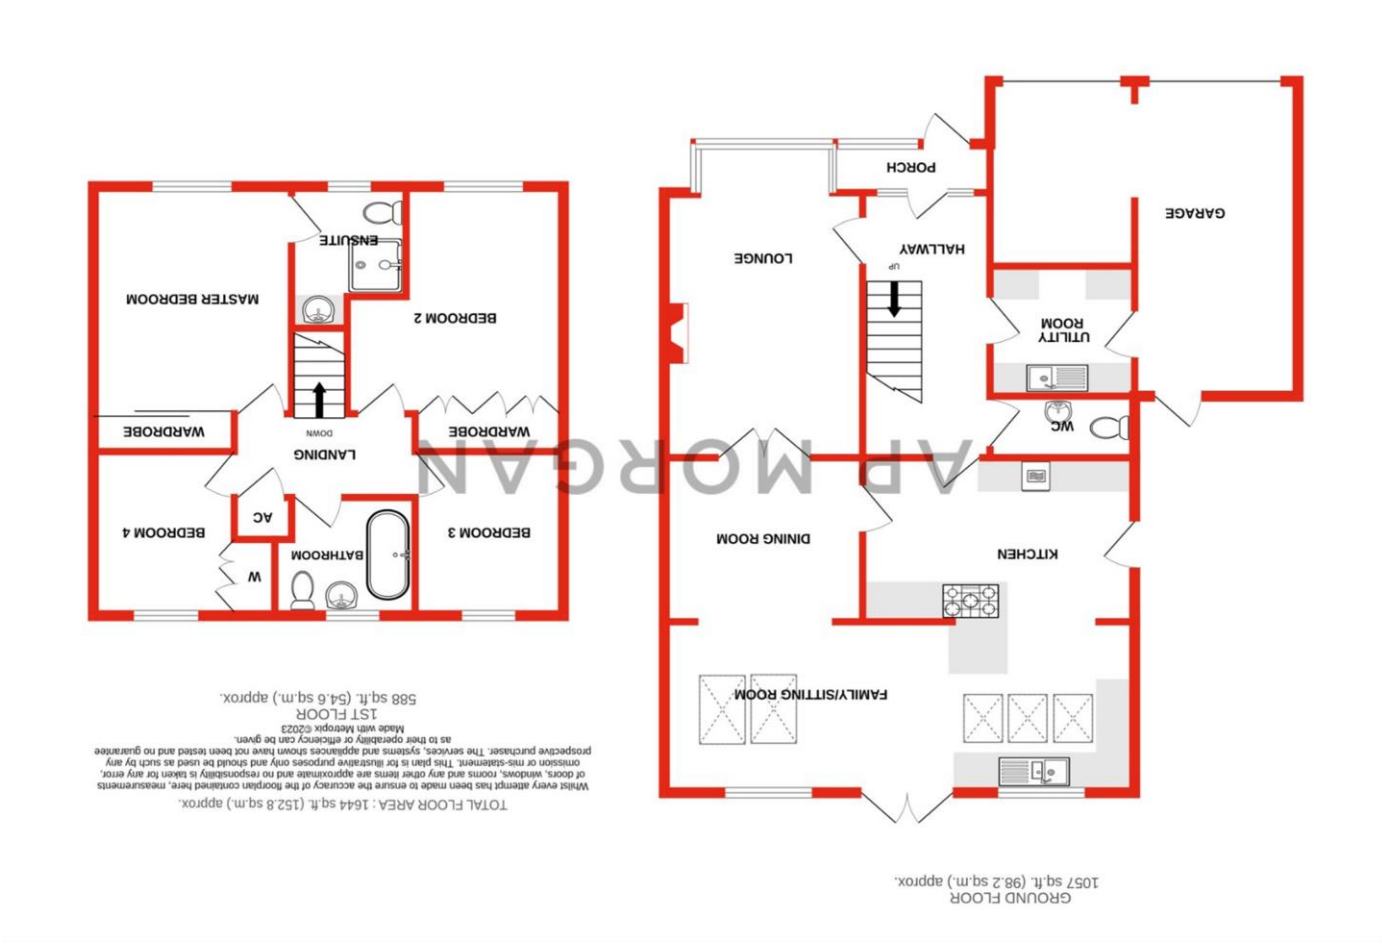 GROUND FLOOR
1057 sq.ft. (98.2 sq.m.) approx.
FAMILY/SITTING ROOM
KITCHEN
DINING ROOM
WC
UTILITY
ROOM
UP
LOUNGE
HALLWAY
GARAGE
PORCH
AP MORGAN
TOTAL FLOOR AREA : 1644 sq.ft. (152.8 sq.m.) approx.
Whilst every attempt has been made to ensure the accuracy of the floorplan contained here, measurements
of doors, windows, rooms and any other items are approximate and no responsibility is taken for any error,
omission or mis-statement. This plan is for illustrative purposes only and should be used as such by any
prospective purchaser. The services, systems and appliances shown have not been tested and no guarantee
as to their operability or efficiency can be given.
Made with Metropix ©2023
1ST FLOOR
588 sq.ft. (54.6 sq.m.) approx.
W
BATHROOM
BEDROOM 3
BEDROOM 4
AC
LANDING
DOWN
WARDROBE
WARDROBE
BEDROOM 2
MASTER BEDROOM
ENSUITE